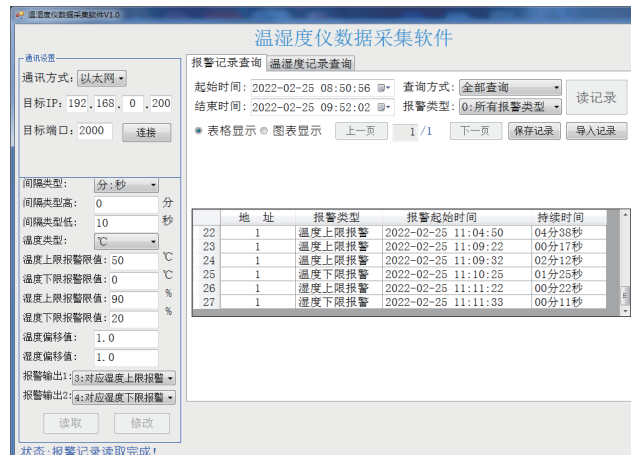 温湿度仪数据采集软件V1.0
温湿度仪数据采集软件
通讯设置
通讯方式: 以太网
目标IP: 192 . 168 . 0 . 200
目标端口: 2000 连接
间隔类型: 分:秒
间隔类型高: 0 分
间隔类型低: 10 秒
温度类型: ℃
温度上限报警限值: 50 ℃
温度下限报警限值: 0 ℃
湿度上限报警限值: 90 %
湿度下限报警限值: 20 %
温度偏移值: 1.0
湿度偏移值: 1.0
报警输出1: 3:对应湿度上限报警
报警输出2: 4:对应湿度下限报警
读取 修改
状态:报警记录读取完成!
报警记录查询 温湿度记录查询
起始时间: 2022-02-25 08:50:56 查询方式: 全部查询
结束时间: 2022-02-25 09:52:02 报警类型: 0:所有报警类型
读记录
表格显示 图表显示 上一页 1 /1 下一页 保存记录 导入记录
地 址 报警类型 报警起始时间 持续时间
22 1 温度上限报警 2022-02-25 11:04:50 04分38秒
23 1 湿度上限报警 2022-02-25 11:09:22 00分17秒
24 1 温度上限报警 2022-02-25 11:09:32 02分12秒
25 1 温度下限报警 2022-02-25 11:10:25 01分25秒
26 1 湿度上限报警 2022-02-25 11:11:22 00分22秒
27 1 湿度下限报警 2022-02-25 11:11:33 00分11秒